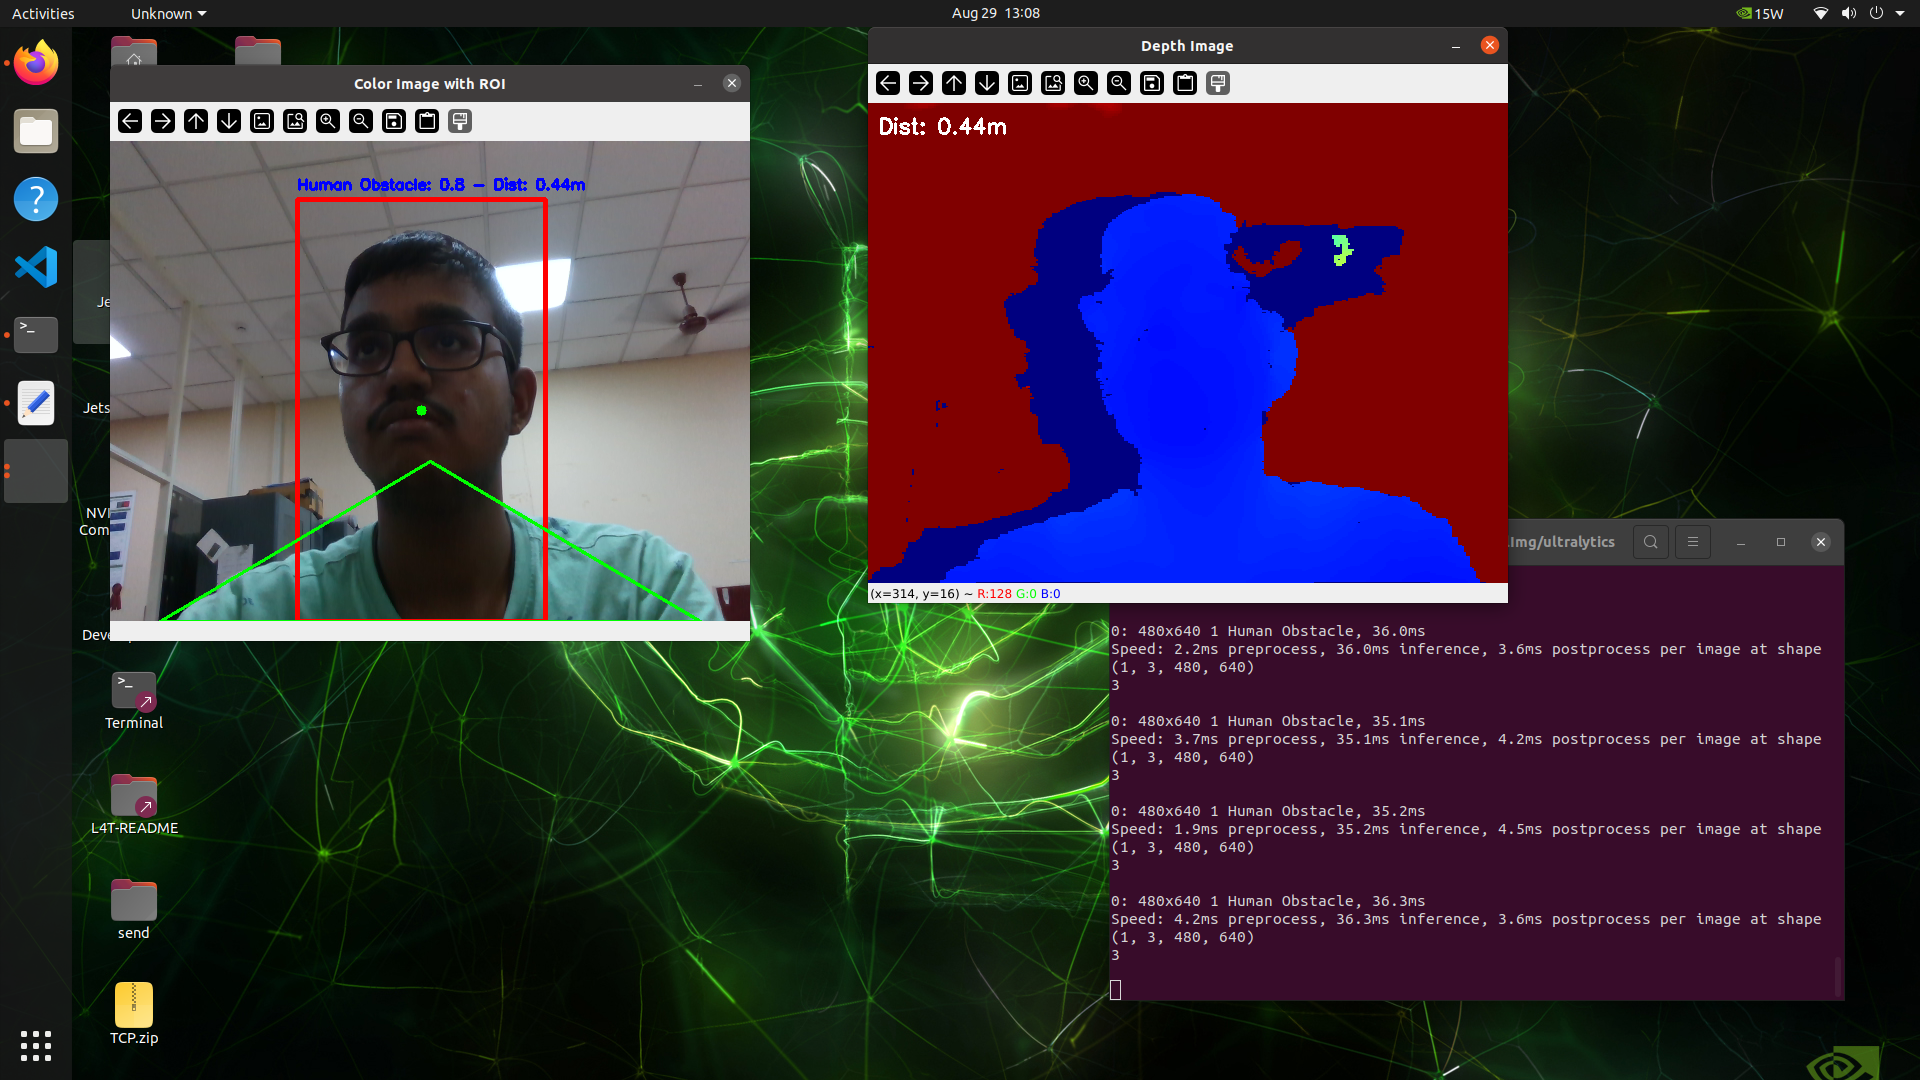 Activities
Unknown
Aug 29 13:08
15W
Color Image with ROI
Human Obstacle: 0.8 - Dist: 0.44m
Depth Image
Dist: 0.44m
(x=314, y=16) ~ R:128 G:0 B:0
Je
Jets
NVI
Com
Deve
Terminal
L4T-README
send
TCP.zip
Img/ultralytics
0: 480x640 1 Human Obstacle, 36.0ms
Speed: 2.2ms preprocess, 36.0ms inference, 3.6ms postprocess per image at shape
(1, 3, 480, 640)
3
0: 480x640 1 Human Obstacle, 35.1ms
Speed: 3.7ms preprocess, 35.1ms inference, 4.2ms postprocess per image at shape
(1, 3, 480, 640)
3
0: 480x640 1 Human Obstacle, 35.2ms
Speed: 1.9ms preprocess, 35.2ms inference, 4.5ms postprocess per image at shape
(1, 3, 480, 640)
3
0: 480x640 1 Human Obstacle, 36.3ms
Speed: 4.2ms preprocess, 36.3ms inference, 3.6ms postprocess per image at shape
(1, 3, 480, 640)
3